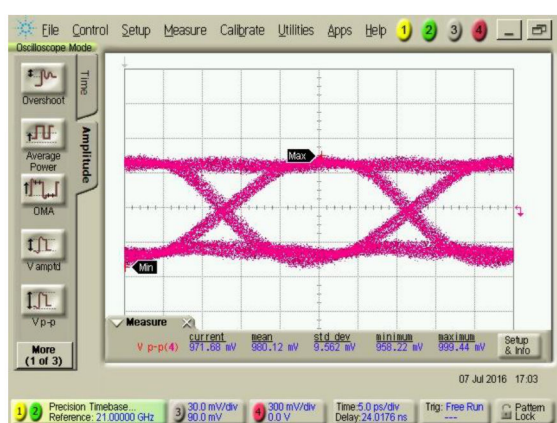 File Control Setup Measure Calibrate Utilities Apps Help 1 2 3 4
Oscilloscope Mode
Time
Amplitude
Overshoot
Average
Power
OMA
V amptd
V p-p
More
(1 of 3)
Max
Min
Measure
current mean std dev minimum maximum
V p-p(4) 971.68 mV 980.12 mV 9.562 mV 958.22 mV 999.44 mV
Setup
& Info
07 Jul 2016 17:03
1 2 Precision Timebase...
Reference: 21.00000 GHz
3 30.0 mV/div
90.0 mV
4 300 mV/div
0.0 V
Time:5.0 ps/div
Delay:24.0176 ns
Trig: Free Run
---
Pattern
Lock